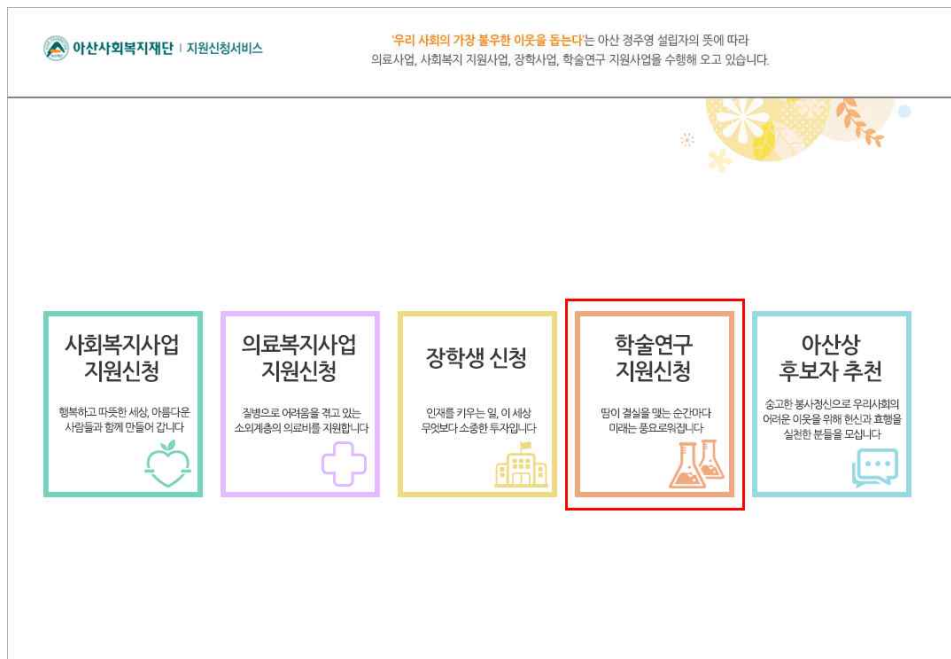 아산사회복지재단 | 지원신청서비스
'우리 사회의 가장 불우한 이웃을 돕는다'는 아산 정주영 설립자의 뜻에 따라
의료사업, 사회복지 지원사업, 장학사업, 학술연구 지원사업을 수행해 오고 있습니다.
사회복지사업
지원신청
행복하고 따뜻한 세상, 아름다운
사람들과 함께 만들어 갑니다
의료복지사업
지원신청
질병으로 어려움을 겪고 있는
소외계층의 의료비를 지원합니다
장학생 신청
인재를 키우는 일, 이 세상
무엇보다 소중한 투자입니다
학술연구
지원신청
땀이 결실을 맺는 순간마다
미래는 풍요로워집니다
아산상
후보자 추천
숭고한 봉사정신으로 우리사회의
어려운 이웃을 위해 헌신과 효행을
실천한 분들을 모십니다